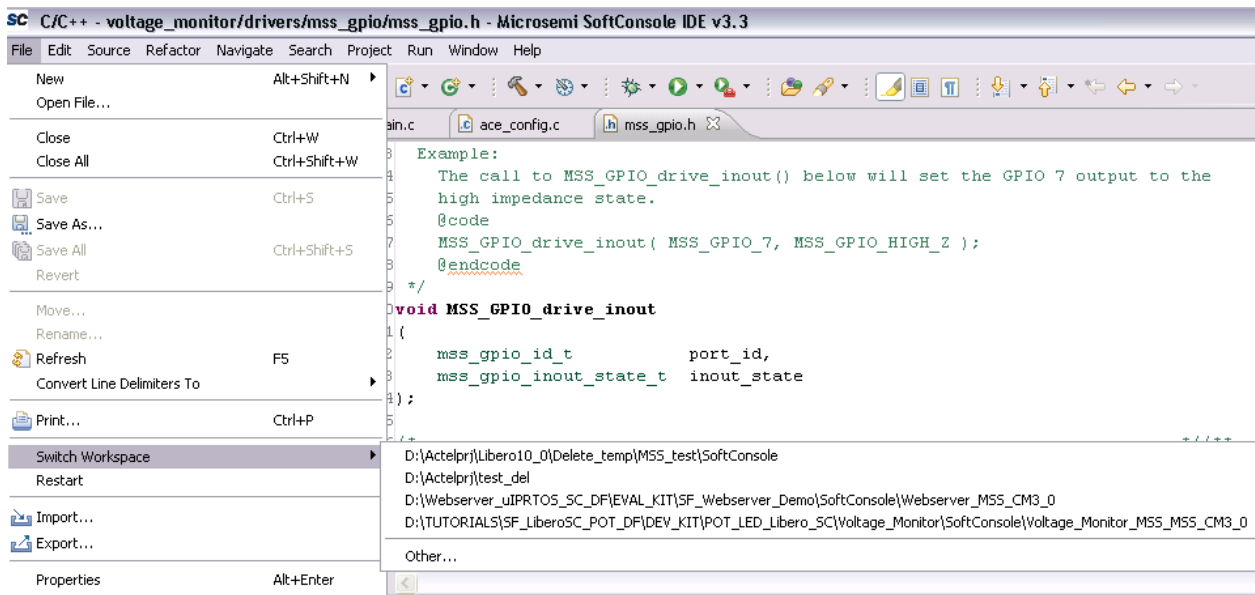 SC C/C++ - voltage_monitor/drivers/mss_gpio/mss_gpio.h - Microsemi SoftConsole IDE v3.3
File Edit Source Refactor Navigate Search Project Run Window Help
New Alt+Shift+N
Open File...
Close Ctrl+W
Close All Ctrl+Shift+W
Save Ctrl+S
Save As...
Save All Ctrl+Shift+S
Revert
Move...
Rename...
Refresh F5
Convert Line Delimiters To
Print... Ctrl+P
Switch Workspace
Restart
Import...
Export...
Properties Alt+Enter
ain.c ace_config.c mss_gpio.h
Example:
The call to MSS_GPIO_drive_inout() below will set the GPIO 7 output to the
high impedance state.
@code
MSS_GPIO_drive_inout( MSS_GPIO_7, MSS_GPIO_HIGH_Z );
@endcode
*/
void MSS_GPIO_drive_inout
(
mss_gpio_id_t port_id,
mss_gpio_inout_state_t inout_state
);
D:\Actelprj\Libero10_0\Delete_temp\MSS_test\SoftConsole
D:\Actelprj\test_del
D:\Webserver_uIPRTOS_SC_DF\EVAL_KIT\SF_Webserver_Demo\SoftConsole\Webserver_MSS_CM3_0
D:\TUTORIALS\SF_LiberoSC_POT_DF\DEV_KIT\POT_LED_Libero_SC\Voltage_Monitor\SoftConsole\Voltage_Monitor_MSS_MSS_CM3_0
Other...